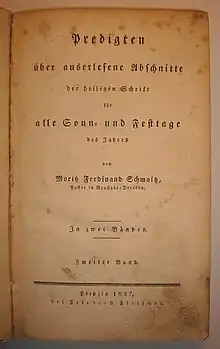 Predigten
über auserlesene Abschnitte
der heiligen Schrift
für
alle Sonn- und Festtage
des Jahres
von
Moritz Ferdinand Schmaltz,
Pastor in Neustadt-Dresden.
In zwei Bänden.
Zweiter Band.
Leipzig 1827,
bei Friedrich Fleischer.